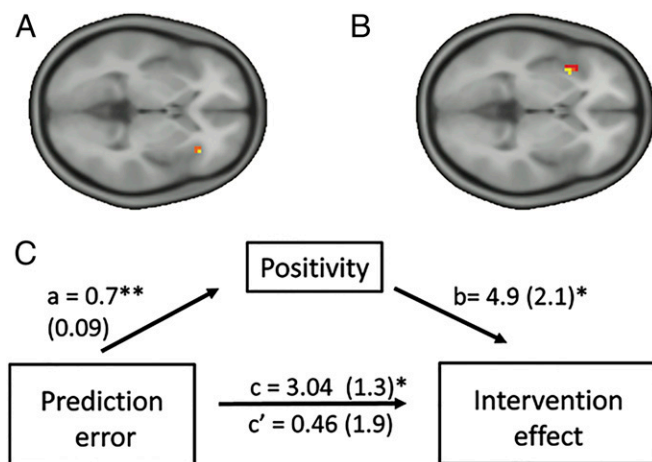 A
B
C
Positivity
a = 0.7**
(0.09)
b= 4.9 (2.1)*
Prediction
error
c = 3.04 (1.3)*
c’ = 0.46 (1.9)
Intervention
effect